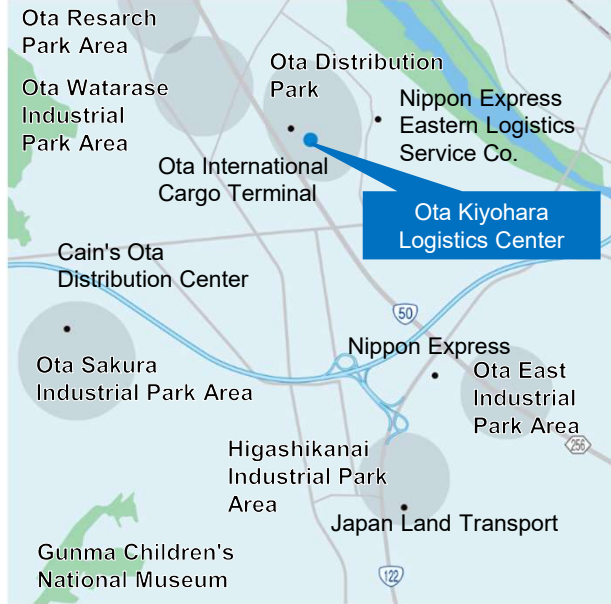 Ota Resarch
Park Area
Ota Watarase
Industrial
Park Area
Ota Distribution
Park
Nippon Express
Eastern Logistics
Service Co.
Ota International
Cargo Terminal
Ota Kiyohara
Logistics Center
Cain's Ota
Distribution Center
50
Nippon Express
Ota Sakura
Industrial Park Area
Ota East
Industrial
Park Area
256
Higashikanai
Industrial Park
Area
Japan Land Transport
Gunma Children's
National Museum
122